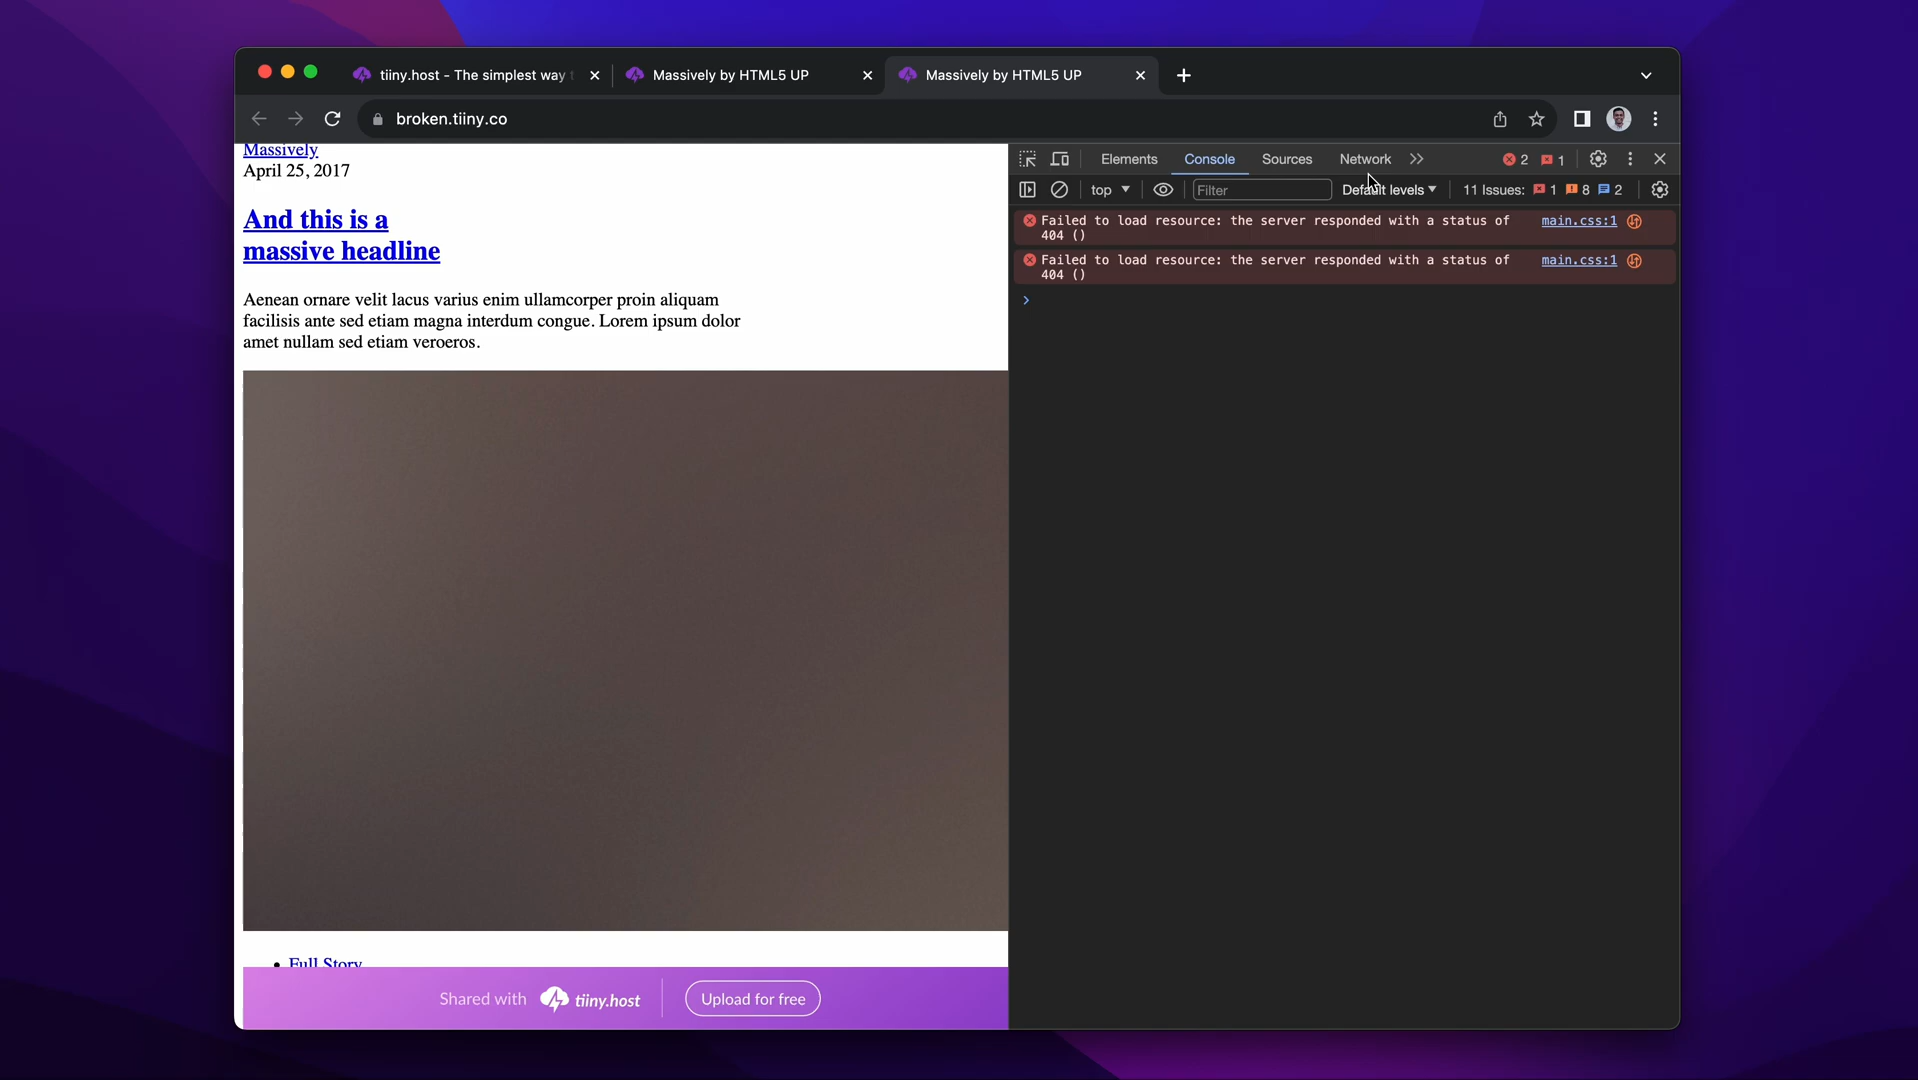 tiiny.host - The simplest way t
Massively by HTML5 UP
Massively by HTML5 UP
broken.tiiny.co
Massively
April 25, 2017
And this is a
massive headline
Aenean ornare velit lacus varius enim ullamcorper proin aliquam
facilisis ante sed etiam magna interdum congue. Lorem ipsum dolor
amet nullam sed etiam veroeros.
Full Story
Shared with tiiny.host Upload for free
Elements Console Sources Network 2 1
top Filter Default levels 11 Issues: 1 8 2
Failed to load resource: the server responded with a status of main.css:1
404 ()
Failed to load resource: the server responded with a status of main.css:1
404 ()